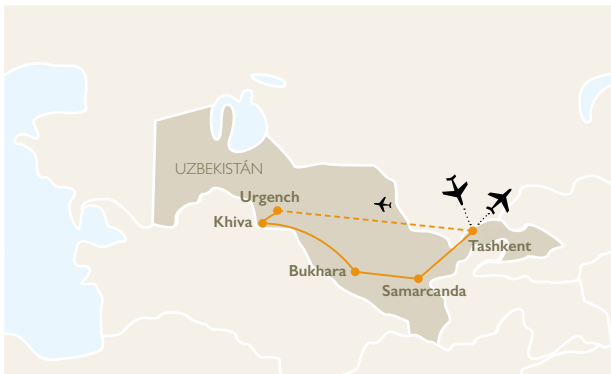 UZBEKISTÁN
Urgench
Khiva
Tashkent
Bukhara
Samarcanda